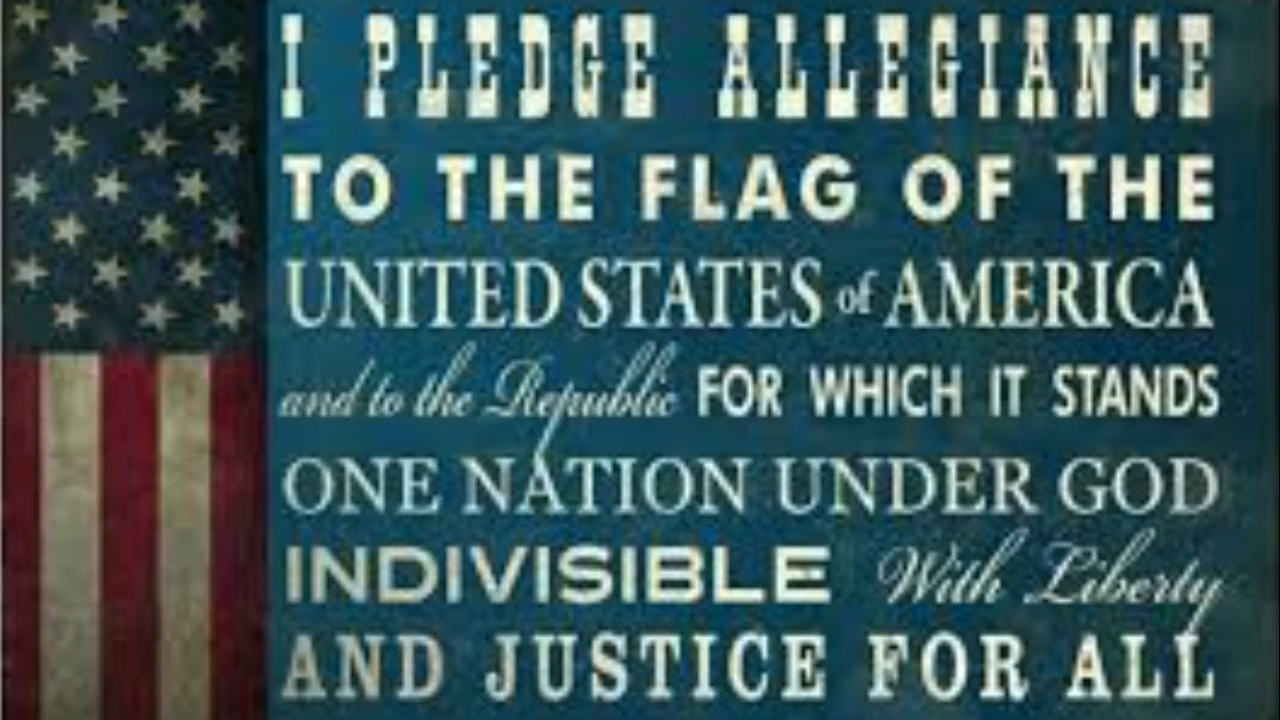 I PLEDGE ALLEGIANCE
TO THE FLAG OF THE
UNITED STATES of AMERICA
and to the Republic FOR WHICH IT STANDS
ONE NATION UNDER GOD
INDIVISIBLE With Liberty
AND JUSTICE FOR ALL